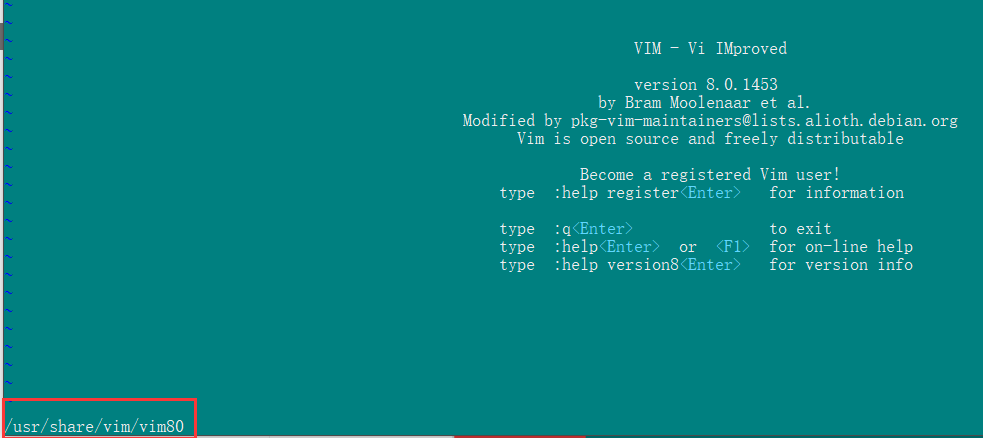 ~
~
~
~
VIM - Vi IMproved
~
~
version 8.0.1453
~
by Bram Moolenaar et al.
~
Modified by pkg-vim-maintainers@lists.alioth.debian.org
~
Vim is open source and freely distributable
~
~
Become a registered Vim user!
~
type :help register<Enter> for information
~
~
type :q<Enter> to exit
~
type :help<Enter> or <F1> for on-line help
~
type :help version8<Enter> for version info
~
~
~
~
~
~
~
/usr/share/vim/vim80